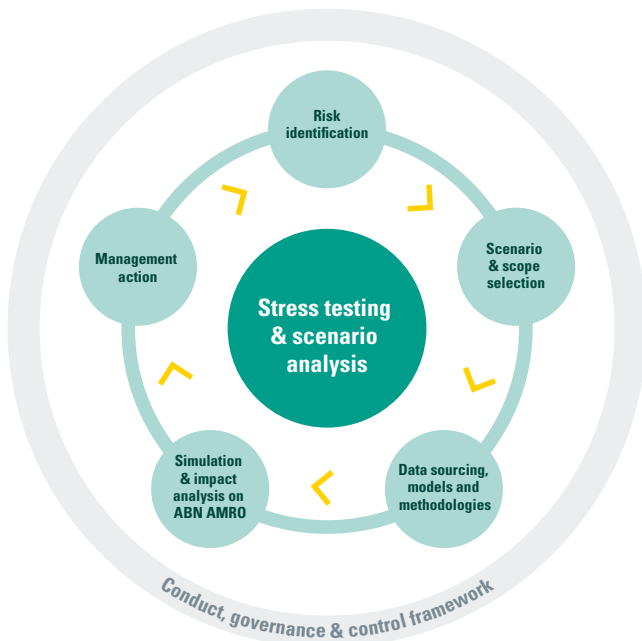 Risk
identification
Scenario
& scope
selection
Data sourcing,
models and
methodologies
Simulation
& impact
analysis on
ABN AMRO
Management
action
Stress testing
& scenario
analysis
Conduct, governance & control framework